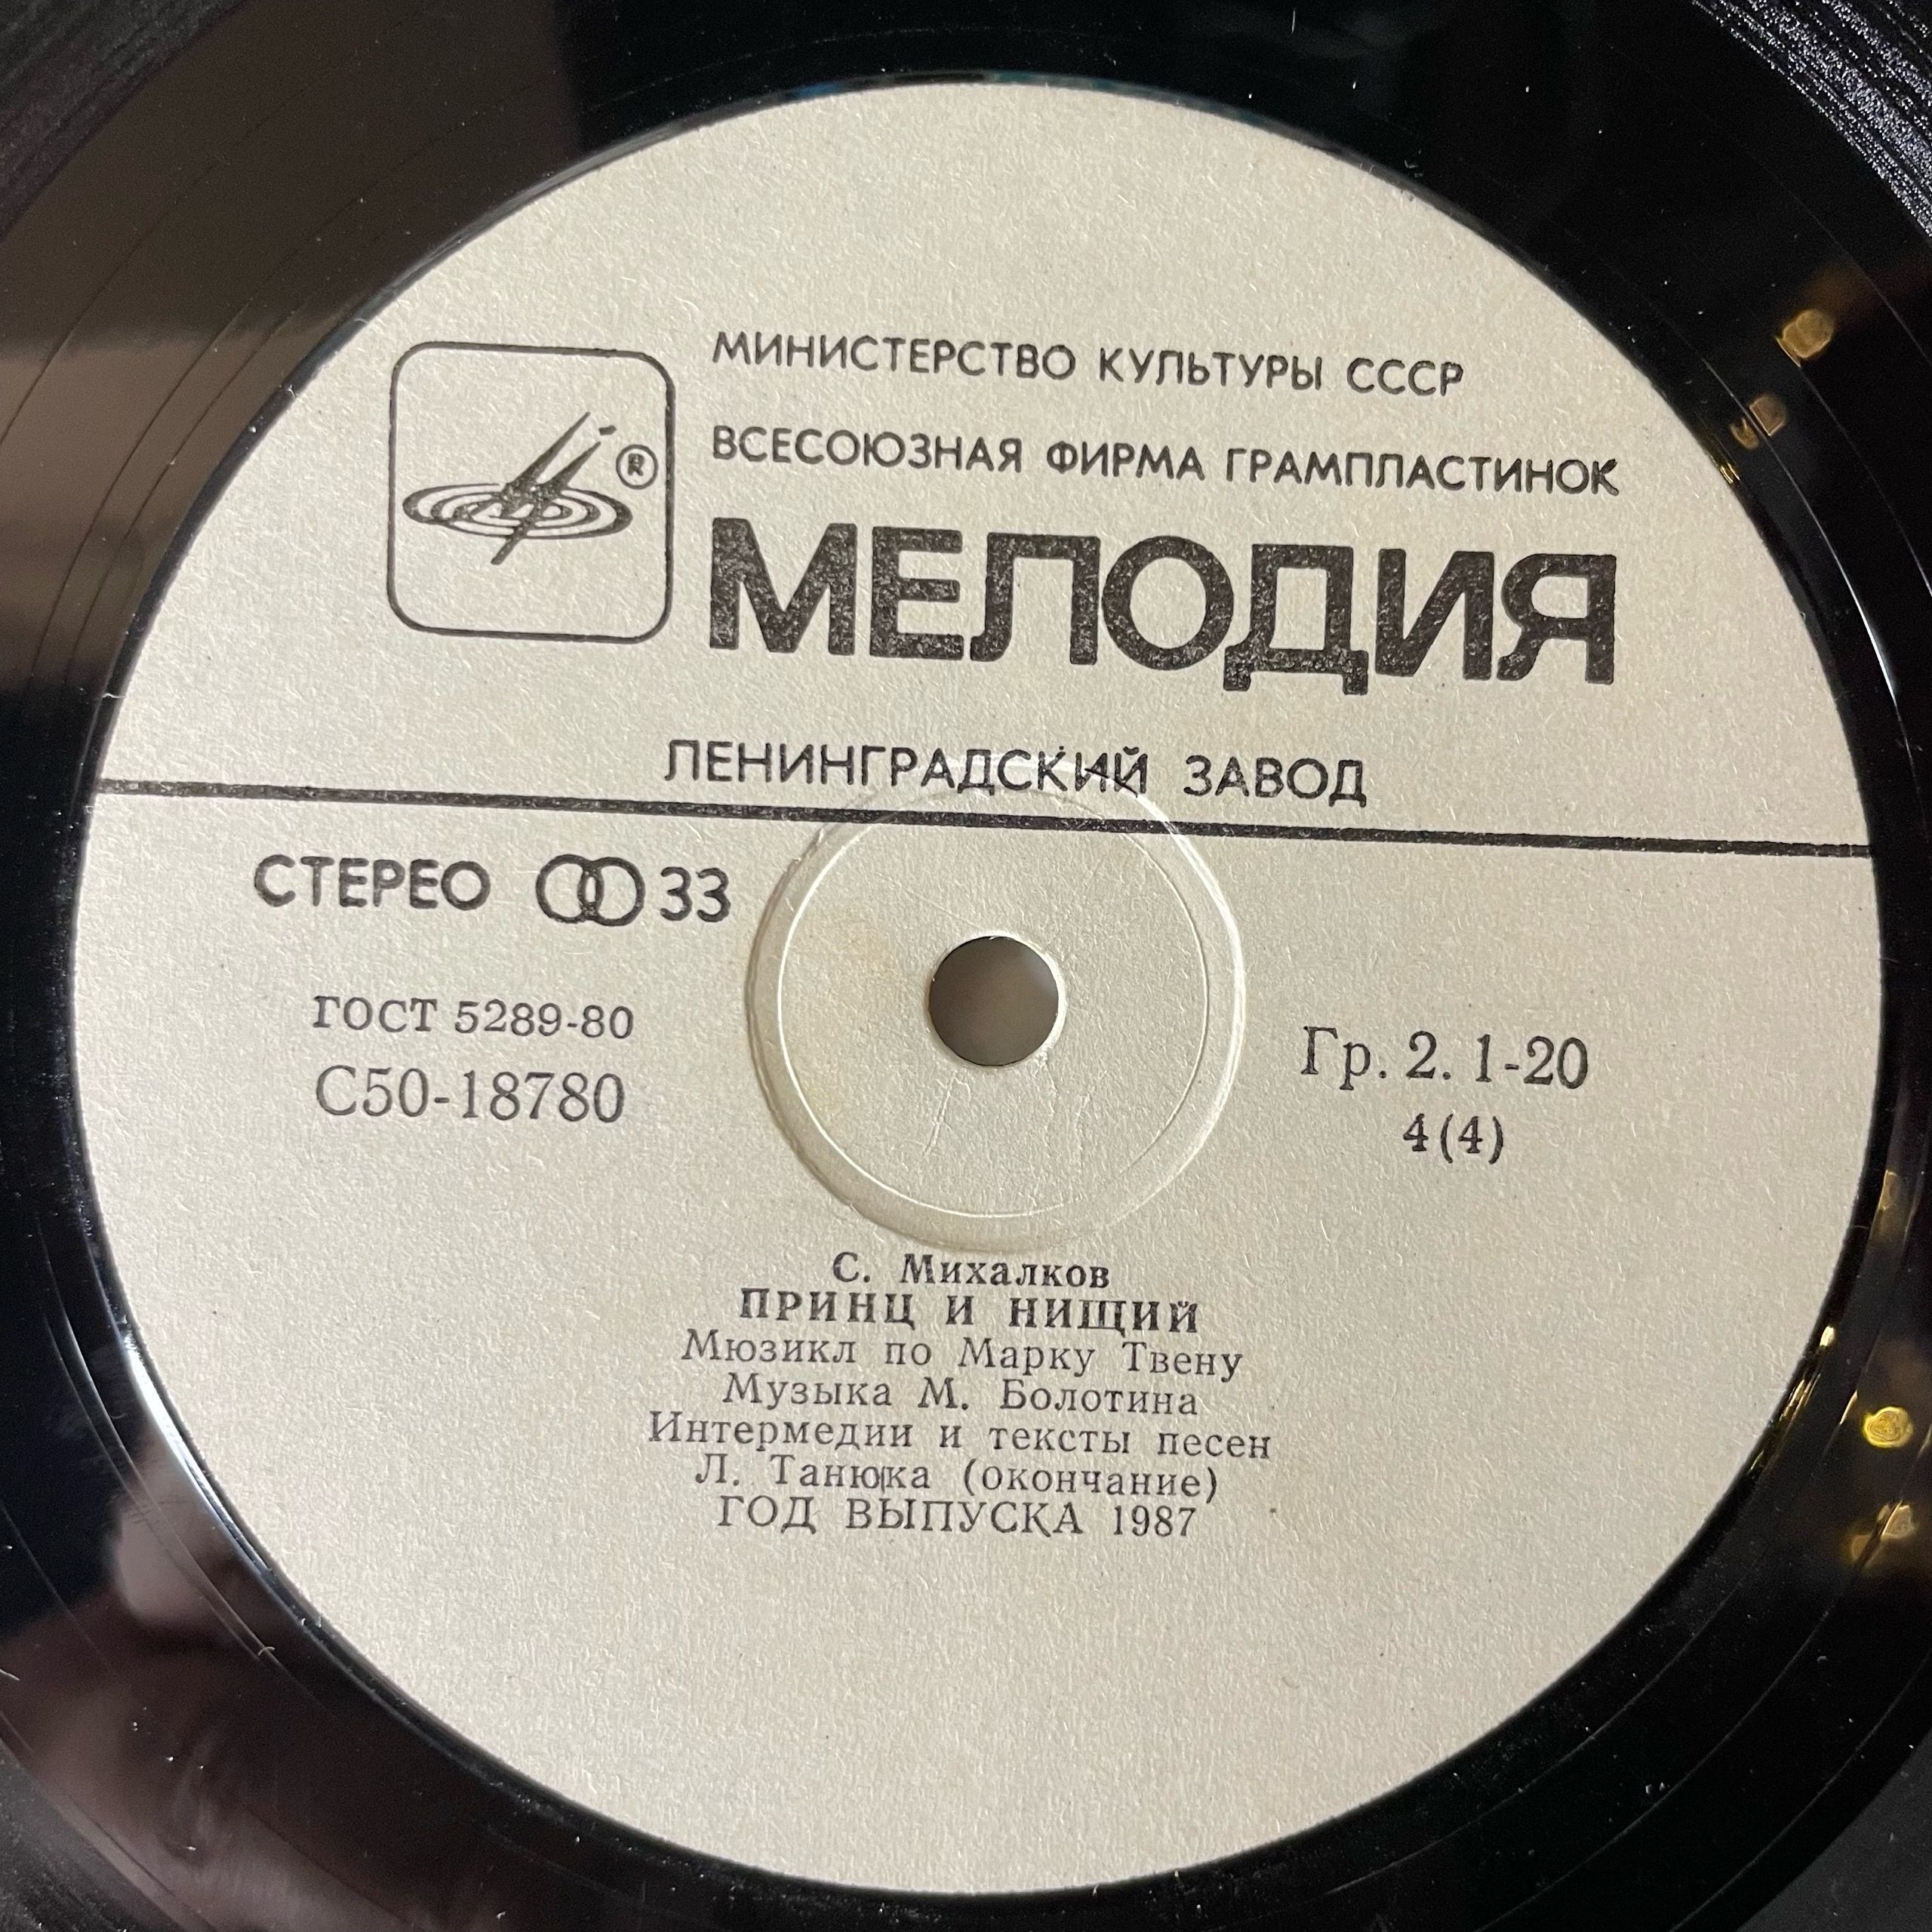 МИНИСТЕРСТВО КУЛЬТУРЫ СССР
ВСЕСОЮЗНАЯ ФИРМА ГРАМПЛАСТИНОК
®
МЕЛОДИЯ
ЛЕНИНГРАДСКИЙ ЗАВОД
СТЕРЕО 33
ГОСТ 5289-80
С50-18780
Гр. 2. 1-20
4(4)
С. Михалков
ПРИНЦ И НИЩИЙ
Мюзикл по Марку Твену
Музыка М. Болотина
Интермедии и тексты песен
Л. Танюка (окончание)
ГОД ВЫПУСКА 1987